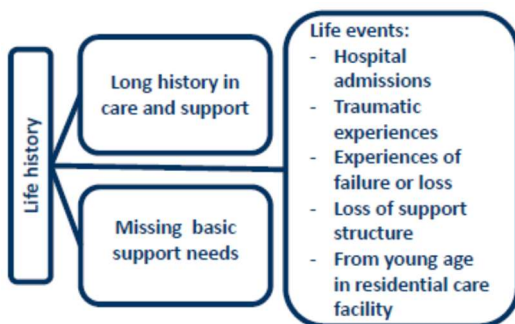 Life history
Long history in
care and support
Missing basic
support needs
Life events:
- Hospital
admissions
- Traumatic
experiences
- Experiences of
failure or loss
- Loss of support
structure
- From young age
in residential care
facility